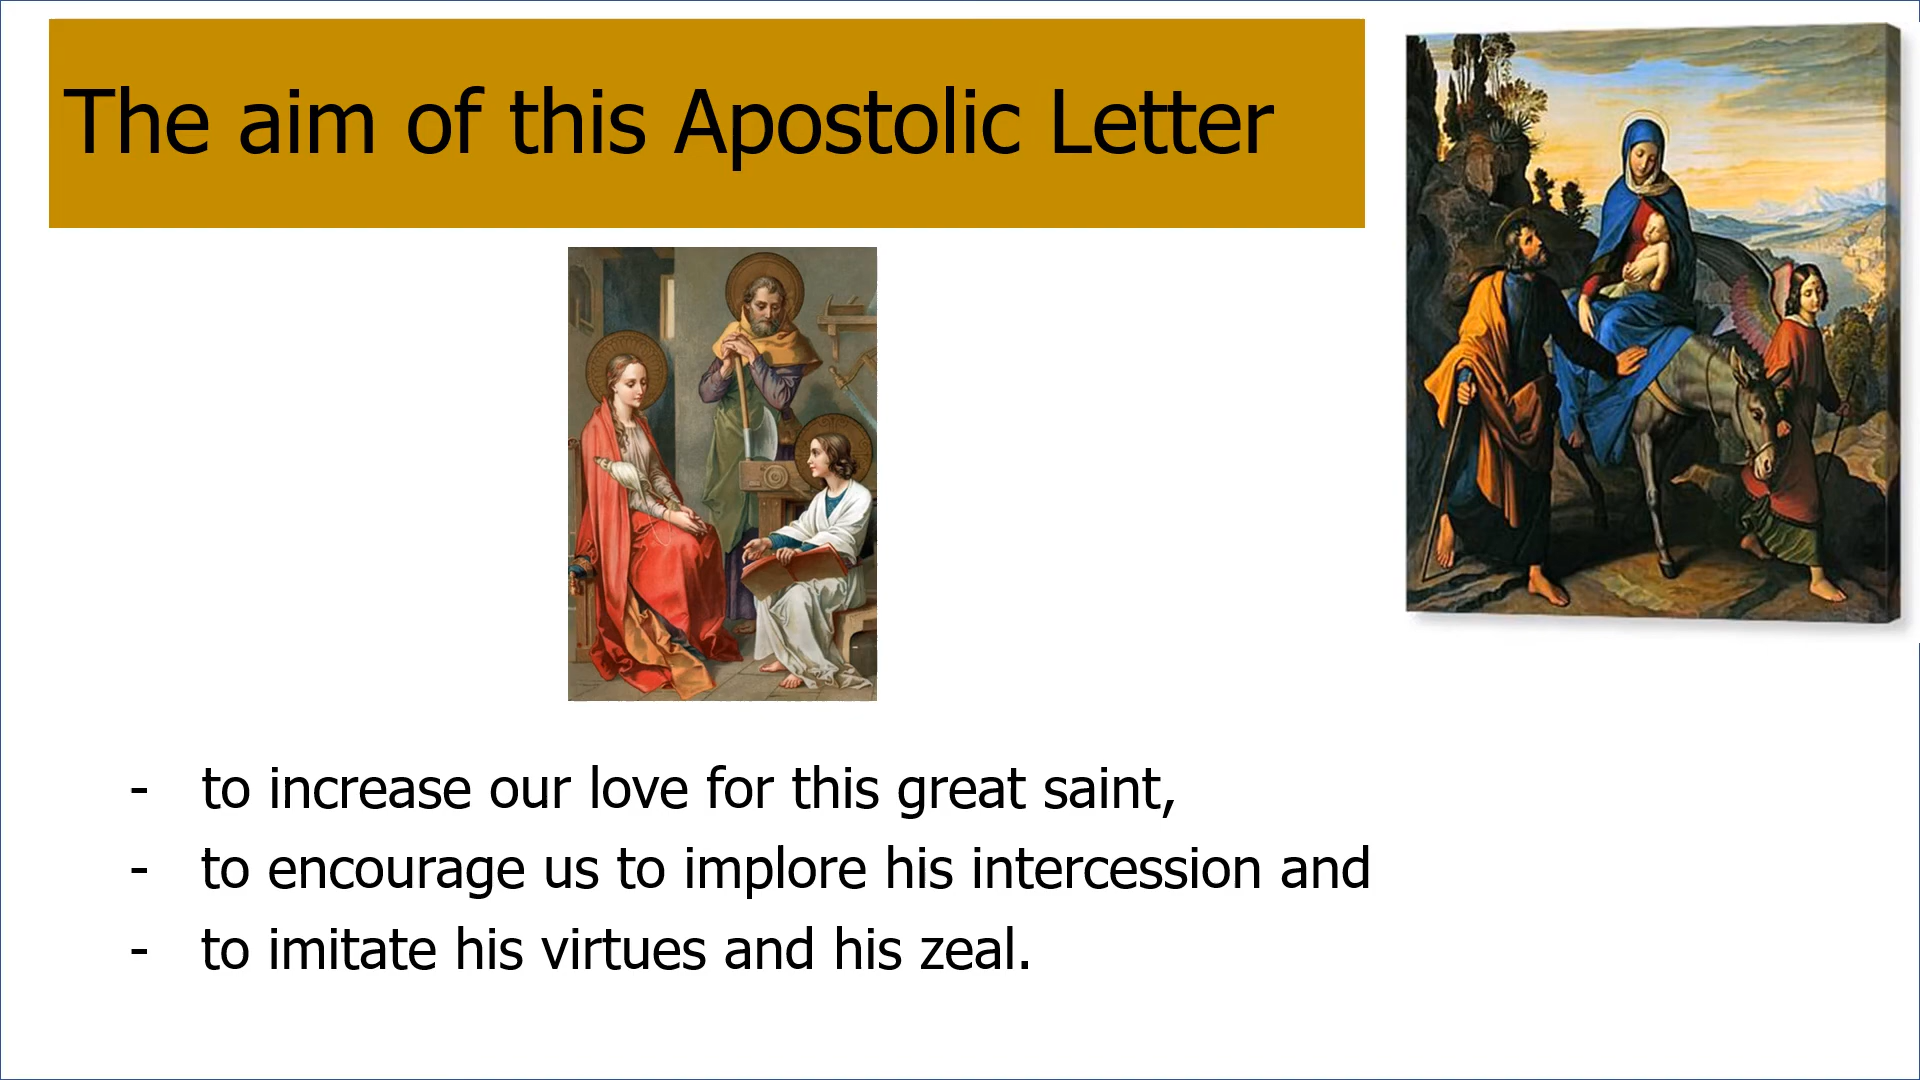 The aim of this Apostolic Letter
- to increase our love for this great saint,
- to encourage us to implore his intercession and
- to imitate his virtues and his zeal.